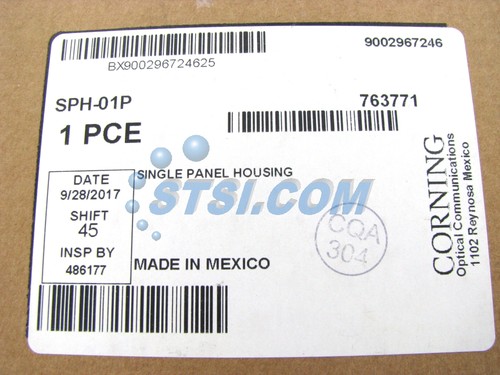 9002967246
BX900296724625
SPH-01P
763771
1 PCE
SINGLE PANEL HOUSING
DATE
9/28/2017
SHIFT
45
INSP BY
486177
STSI.COM
CQA
304
MADE IN MEXICO
CORNING
Optical Communications
1102 Reynosa Mexico